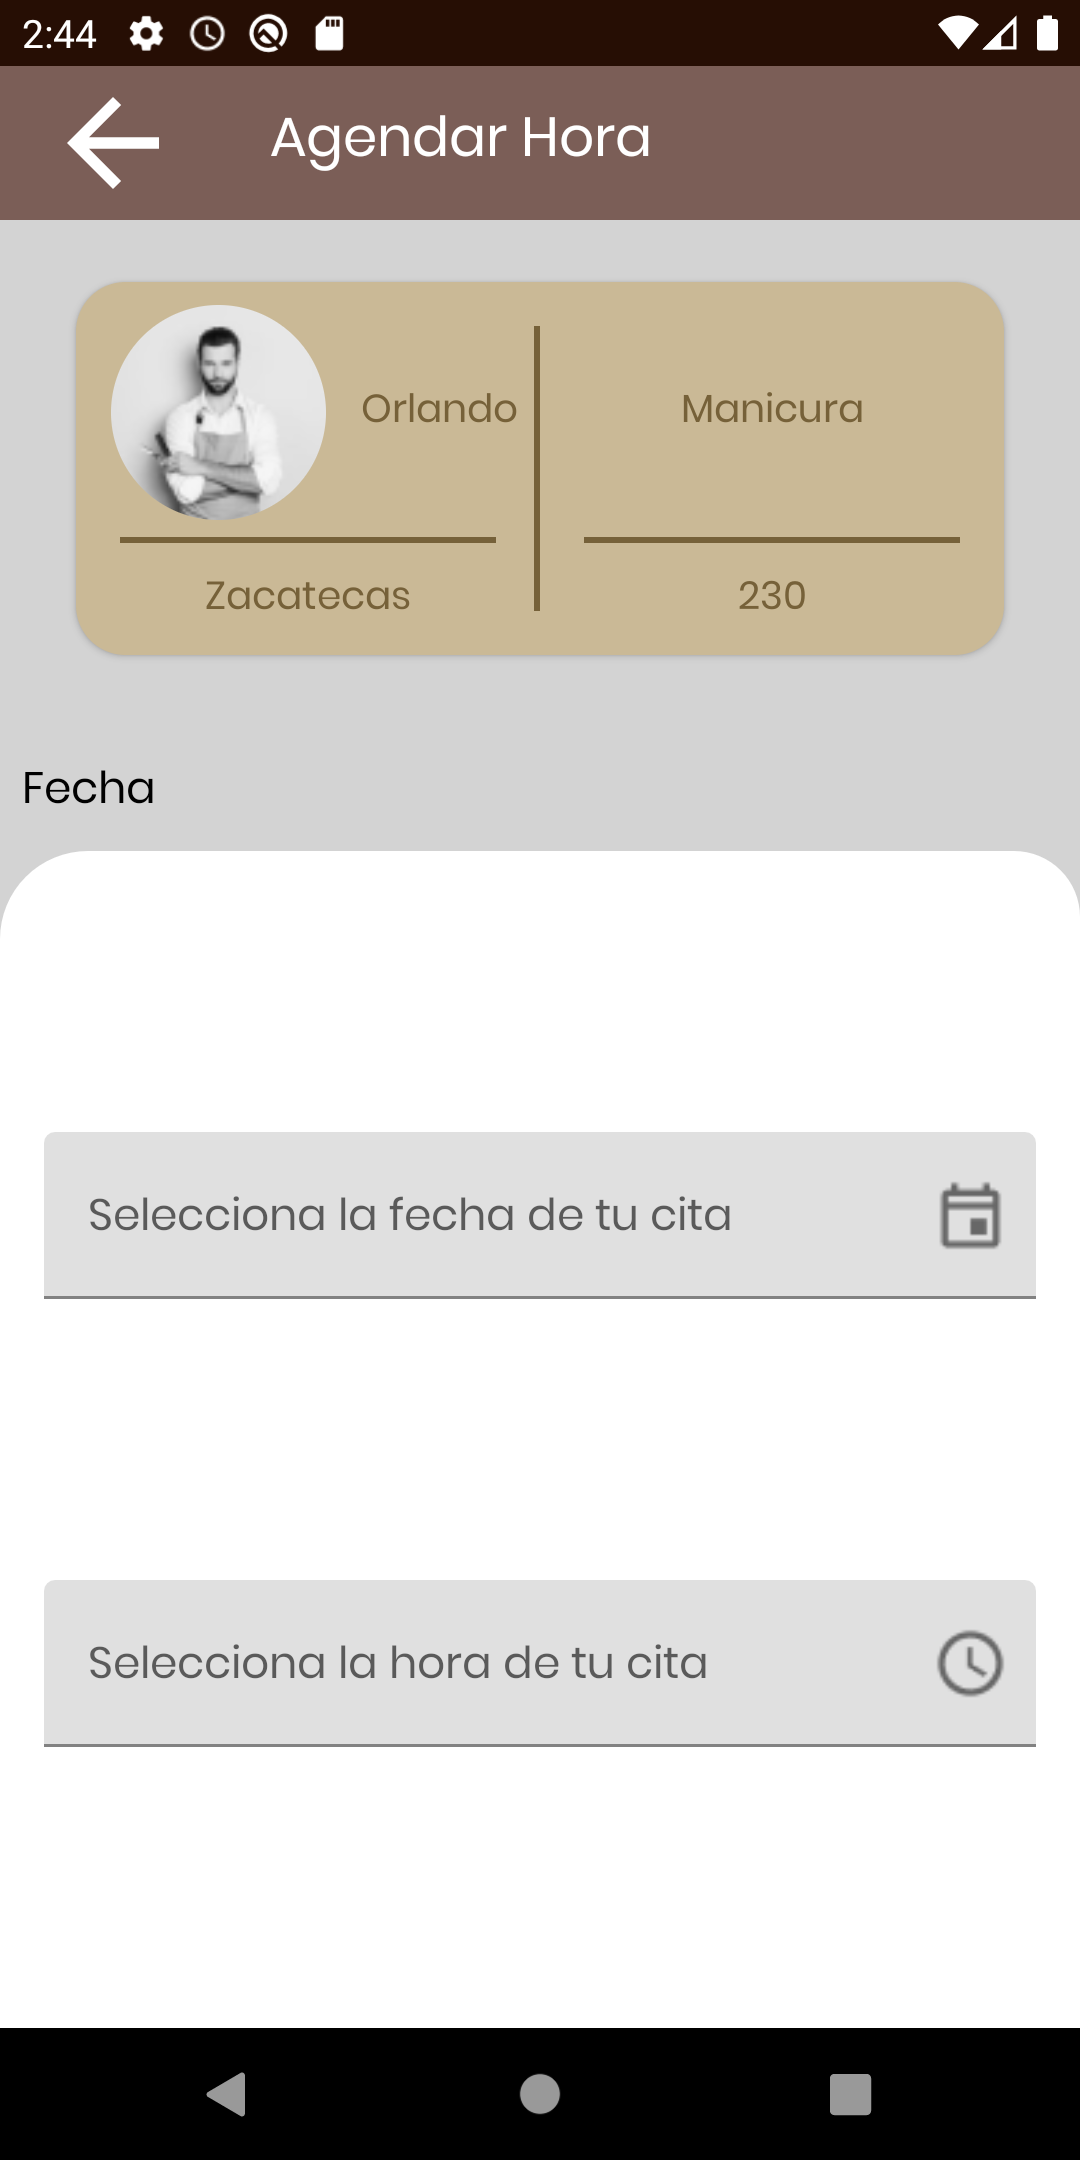 2:44
Agendar Hora
Orlando
Manicura
Zacatecas
230
Fecha
Selecciona la fecha de tu cita
Selecciona la hora de tu cita